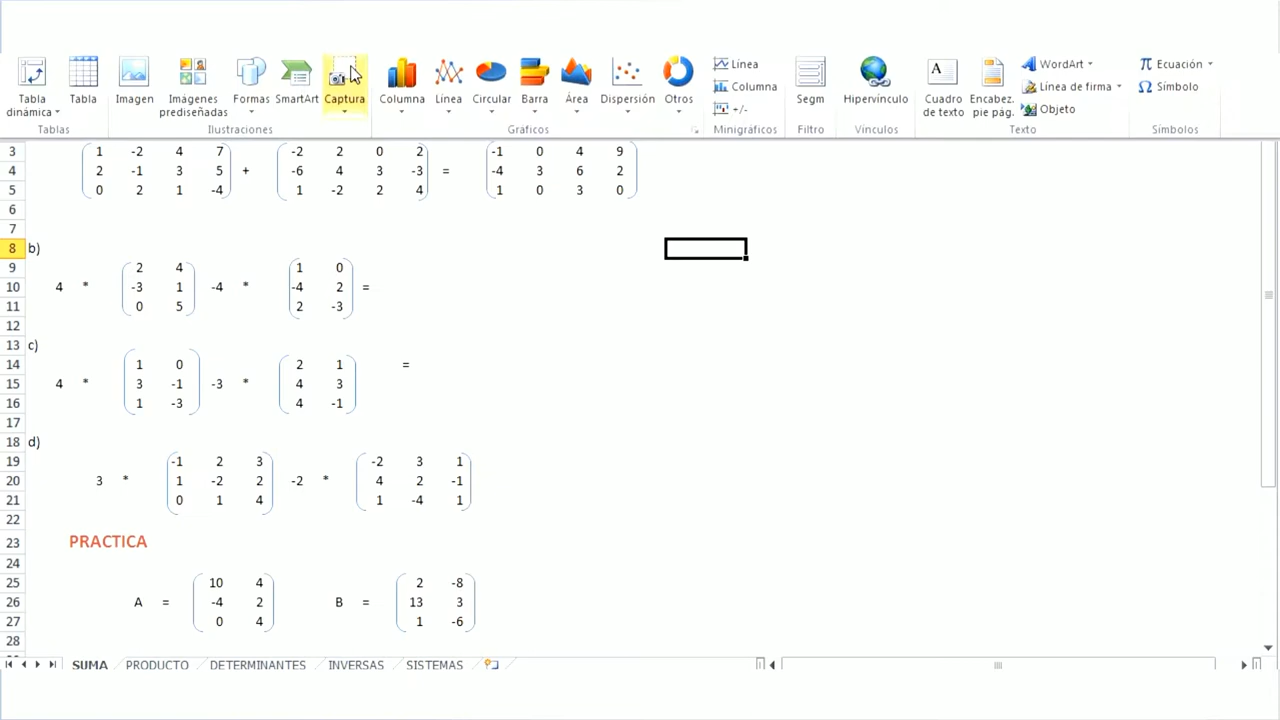 Tabla dinámica Tabla Imagen Imágenes prediseñadas Formas SmartArt Captura Columna Línea Circular Barra Área Dispersión Otros Línea Columna +/- Segm Hipervínculo Cuadro de texto Encabez. pie pág. WordArt Línea de firma Objeto Ecuación Símbolo
Tablas Ilustraciones Gráficos Minigráficos Filtro Vínculos Texto Símbolos
3 1 -2 4 7 -2 2 0 2 -1 0 4 9
4 2 -1 3 5 + -6 4 3 -3 = -4 3 6 2
5 0 2 1 -4 1 -2 2 4 1 0 3 0
6
7
8 b)
9 2 4 1 0
10 4 * -3 1 -4 * -4 2 =
11 0 5 2 -3
12
13 c)
14 1 0 2 1 =
15 4 * 3 -1 -3 * 4 3
16 1 -3 4 -1
17
18 d)
19 -1 2 3 -2 3 1
20 3 * 1 -2 2 -2 * 4 2 -1
21 0 1 4 1 -4 1
22
23 PRACTICA
24
25 10 4 2 -8
26 A = -4 2 B = 13 3
27 0 4 1 -6
28
SUMA PRODUCTO DETERMINANTES INVERSAS SISTEMAS